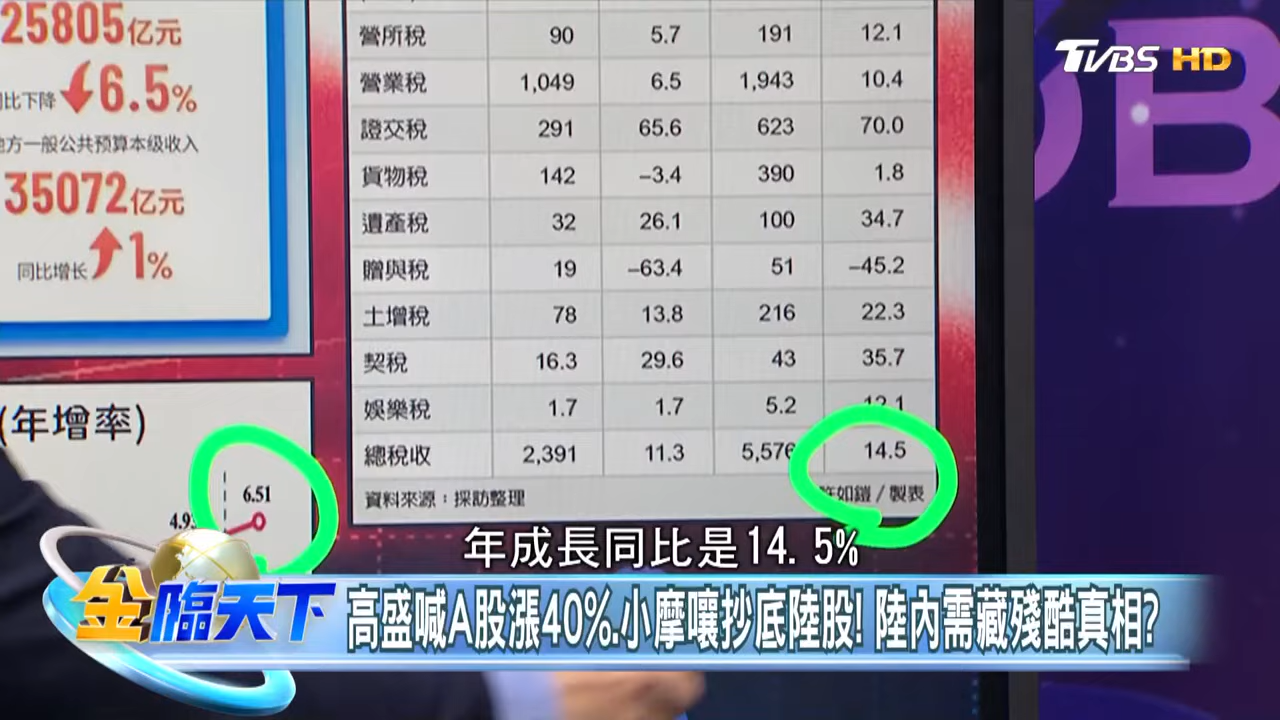 25805亿元
同比下降 6.5%
地方一般公共预算本级收入
35072亿元
同比增长 1%
(年增率)
6.51
4.93
營所稅 90 5.7 191 12.1
營業稅 1,049 6.5 1,943 10.4
證交稅 291 65.6 623 70.0
貨物稅 142 –3.4 390 1.8
遺產稅 32 26.1 100 34.7
贈與稅 19 –63.4 51 –45.2
土增稅 78 13.8 216 22.3
契稅 16.3 29.6 43 35.7
娛樂稅 1.7 1.7 5.2 12.1
總稅收 2,391 11.3 5,576 14.5
資料來源：採訪整理
許如鎧／製表
TVBS HD
OB
年成長同比是14.5%
金臨天下
高盛喊A股漲40%.小摩嚷抄底陸股! 陸內需藏殘酷真相?